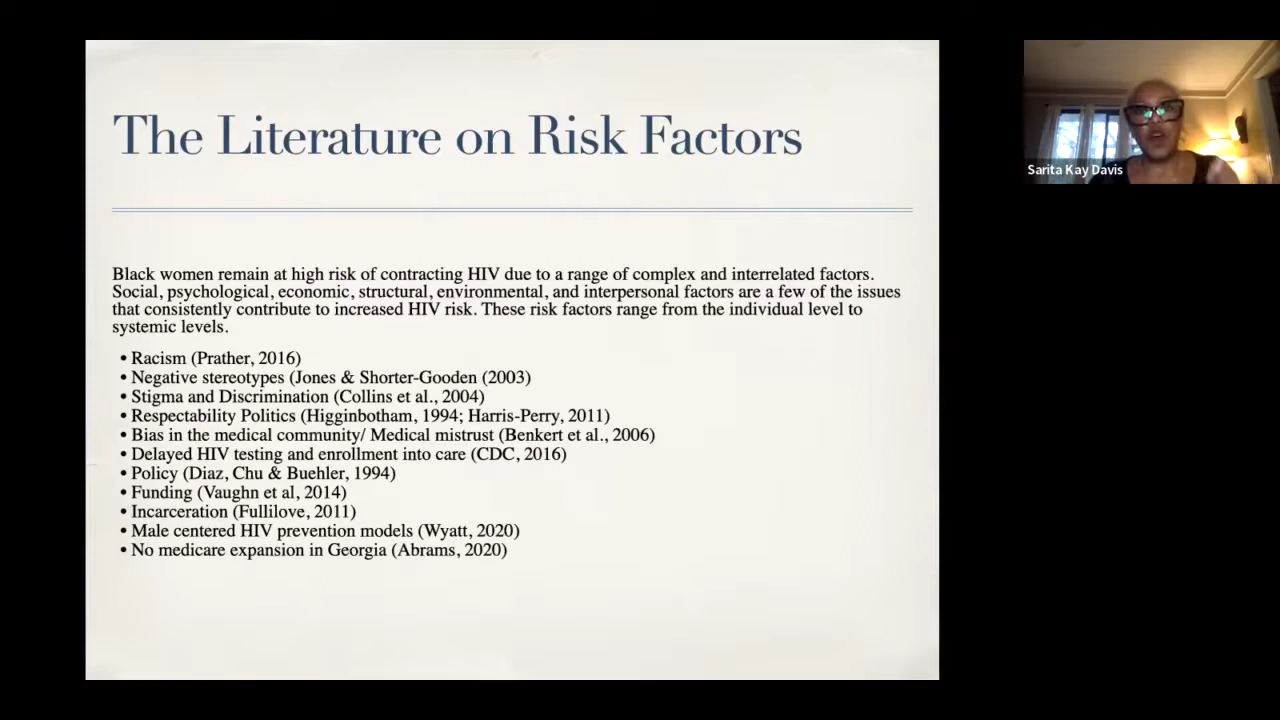 The Literature on Risk Factors
Black women remain at high risk of contracting HIV due to a range of complex and interrelated factors.
Social, psychological, economic, structural, environmental, and interpersonal factors are a few of the issues
that consistently contribute to increased HIV risk. These risk factors range from the individual level to
systemic levels.
• Racism (Prather, 2016)
• Negative stereotypes (Jones & Shorter-Gooden (2003)
• Stigma and Discrimination (Collins et al., 2004)
• Respectability Politics (Higginbotham, 1994; Harris-Perry, 2011)
• Bias in the medical community/ Medical mistrust (Benkert et al., 2006)
• Delayed HIV testing and enrollment into care (CDC, 2016)
• Policy (Diaz, Chu & Buehler, 1994)
• Funding (Vaughn et al, 2014)
• Incarceration (Fullilove, 2011)
• Male centered HIV prevention models (Wyatt, 2020)
• No medicare expansion in Georgia (Abrams, 2020)
Sarita Kay Davis